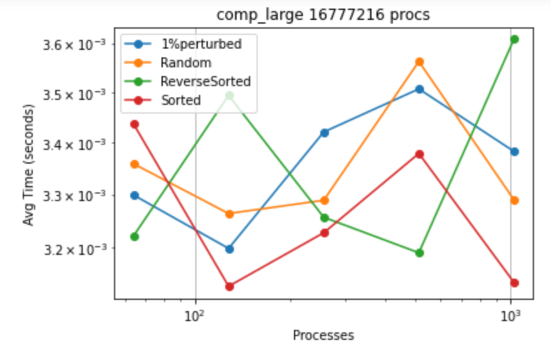 comp_large 16777216 procs
Avg Time (seconds)
3.6 × 10⁻³
3.5 × 10⁻³
3.4 × 10⁻³
3.3 × 10⁻³
3.2 × 10⁻³
1%perturbed
Random
ReverseSorted
Sorted
10²
10³
Processes